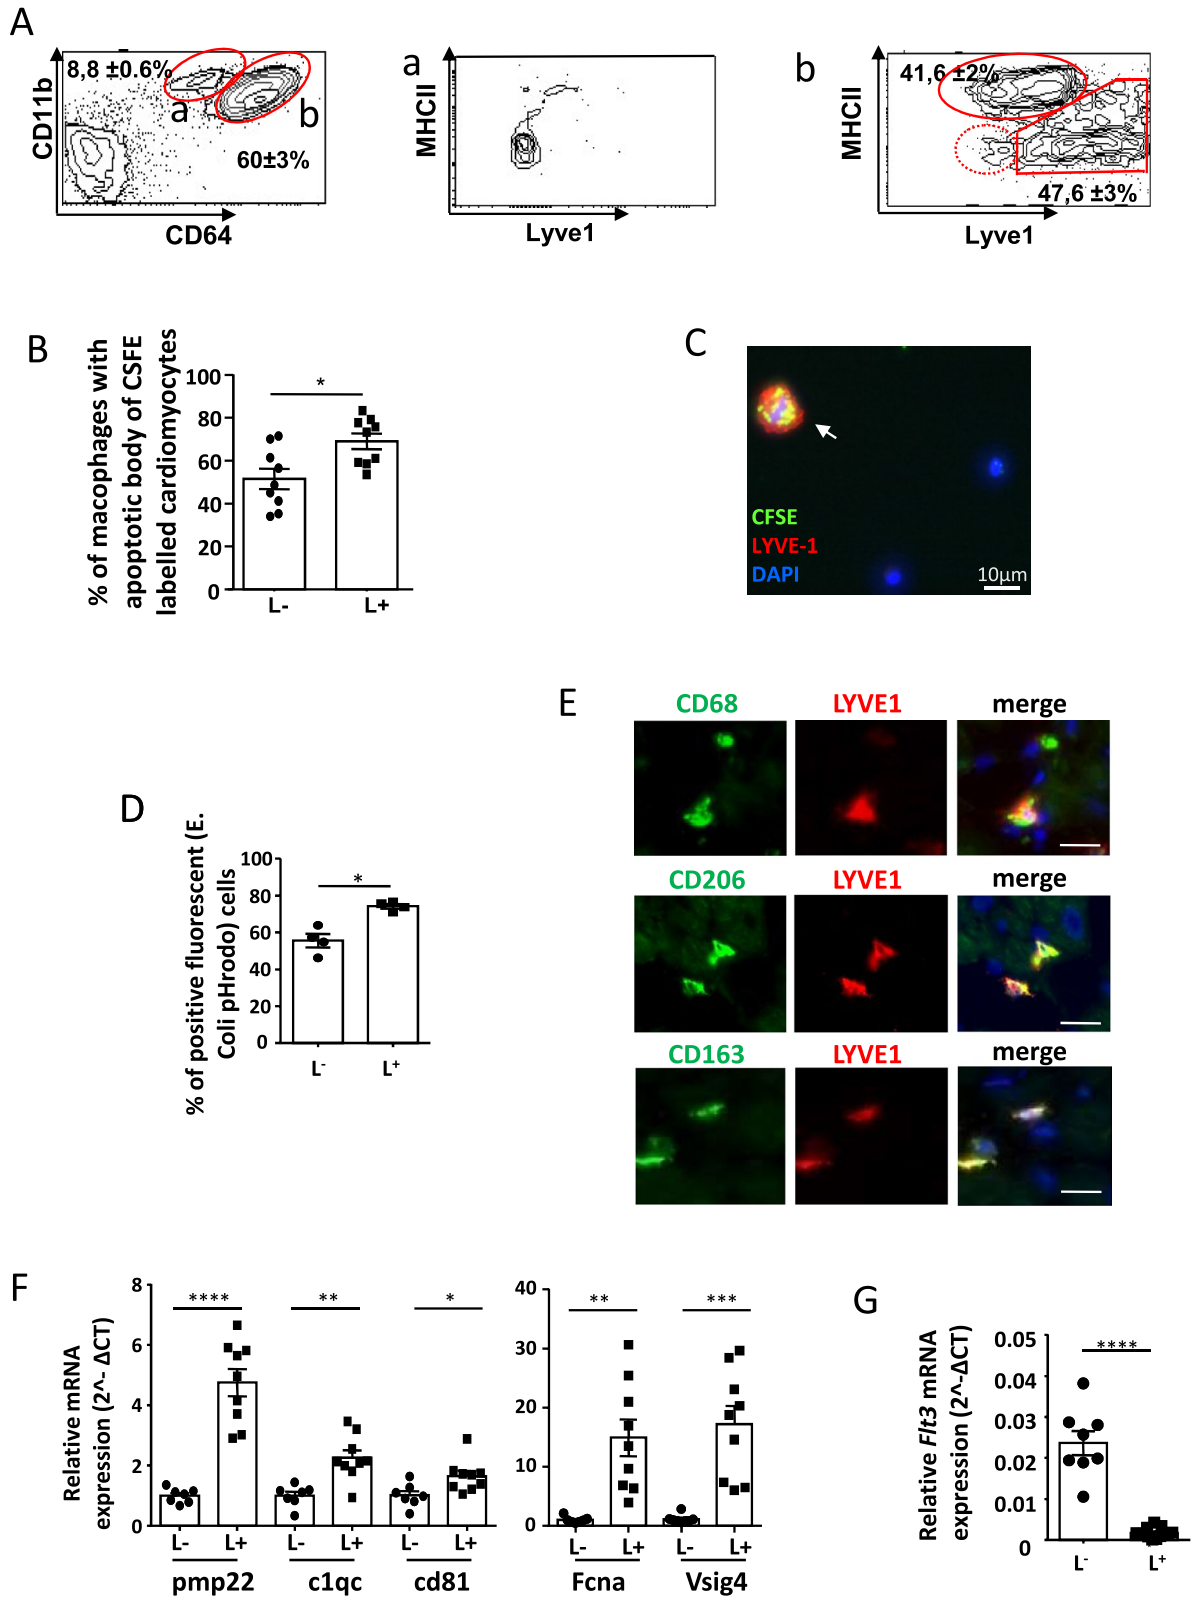 A
8,8 ±0.6%
a
b
60±3%
CD11b
CD64
a
MHCII
Lyve1
b
41,6 ±2%
47,6 ±3%
MHCII
Lyve1
B
% of macophages with
apoptotic body of CSFE
labelled cardiomyocytes
100
80
60
40
20
0
*
L-
L+
C
CFSE
LYVE-1
DAPI
10μm
D
% of positive fluorescent (E.
Coli pHrodo) cells
100
80
60
40
20
0
*
L-
L+
E
CD68
LYVE1
merge
CD206
LYVE1
merge
CD163
LYVE1
merge
F
Relative mRNA
expression (2^- ΔCT)
8
6
4
2
0
****
**
*
L-
L+
L-
L+
L-
L+
pmp22
c1qc
cd81
40
30
20
10
0
**
***
L-
L+
L-
L+
Fcna
Vsig4
G
Relative Flt3 mRNA
expression (2^-ΔCT)
0.05
0.04
0.03
0.02
0.01
0
****
L-
L+